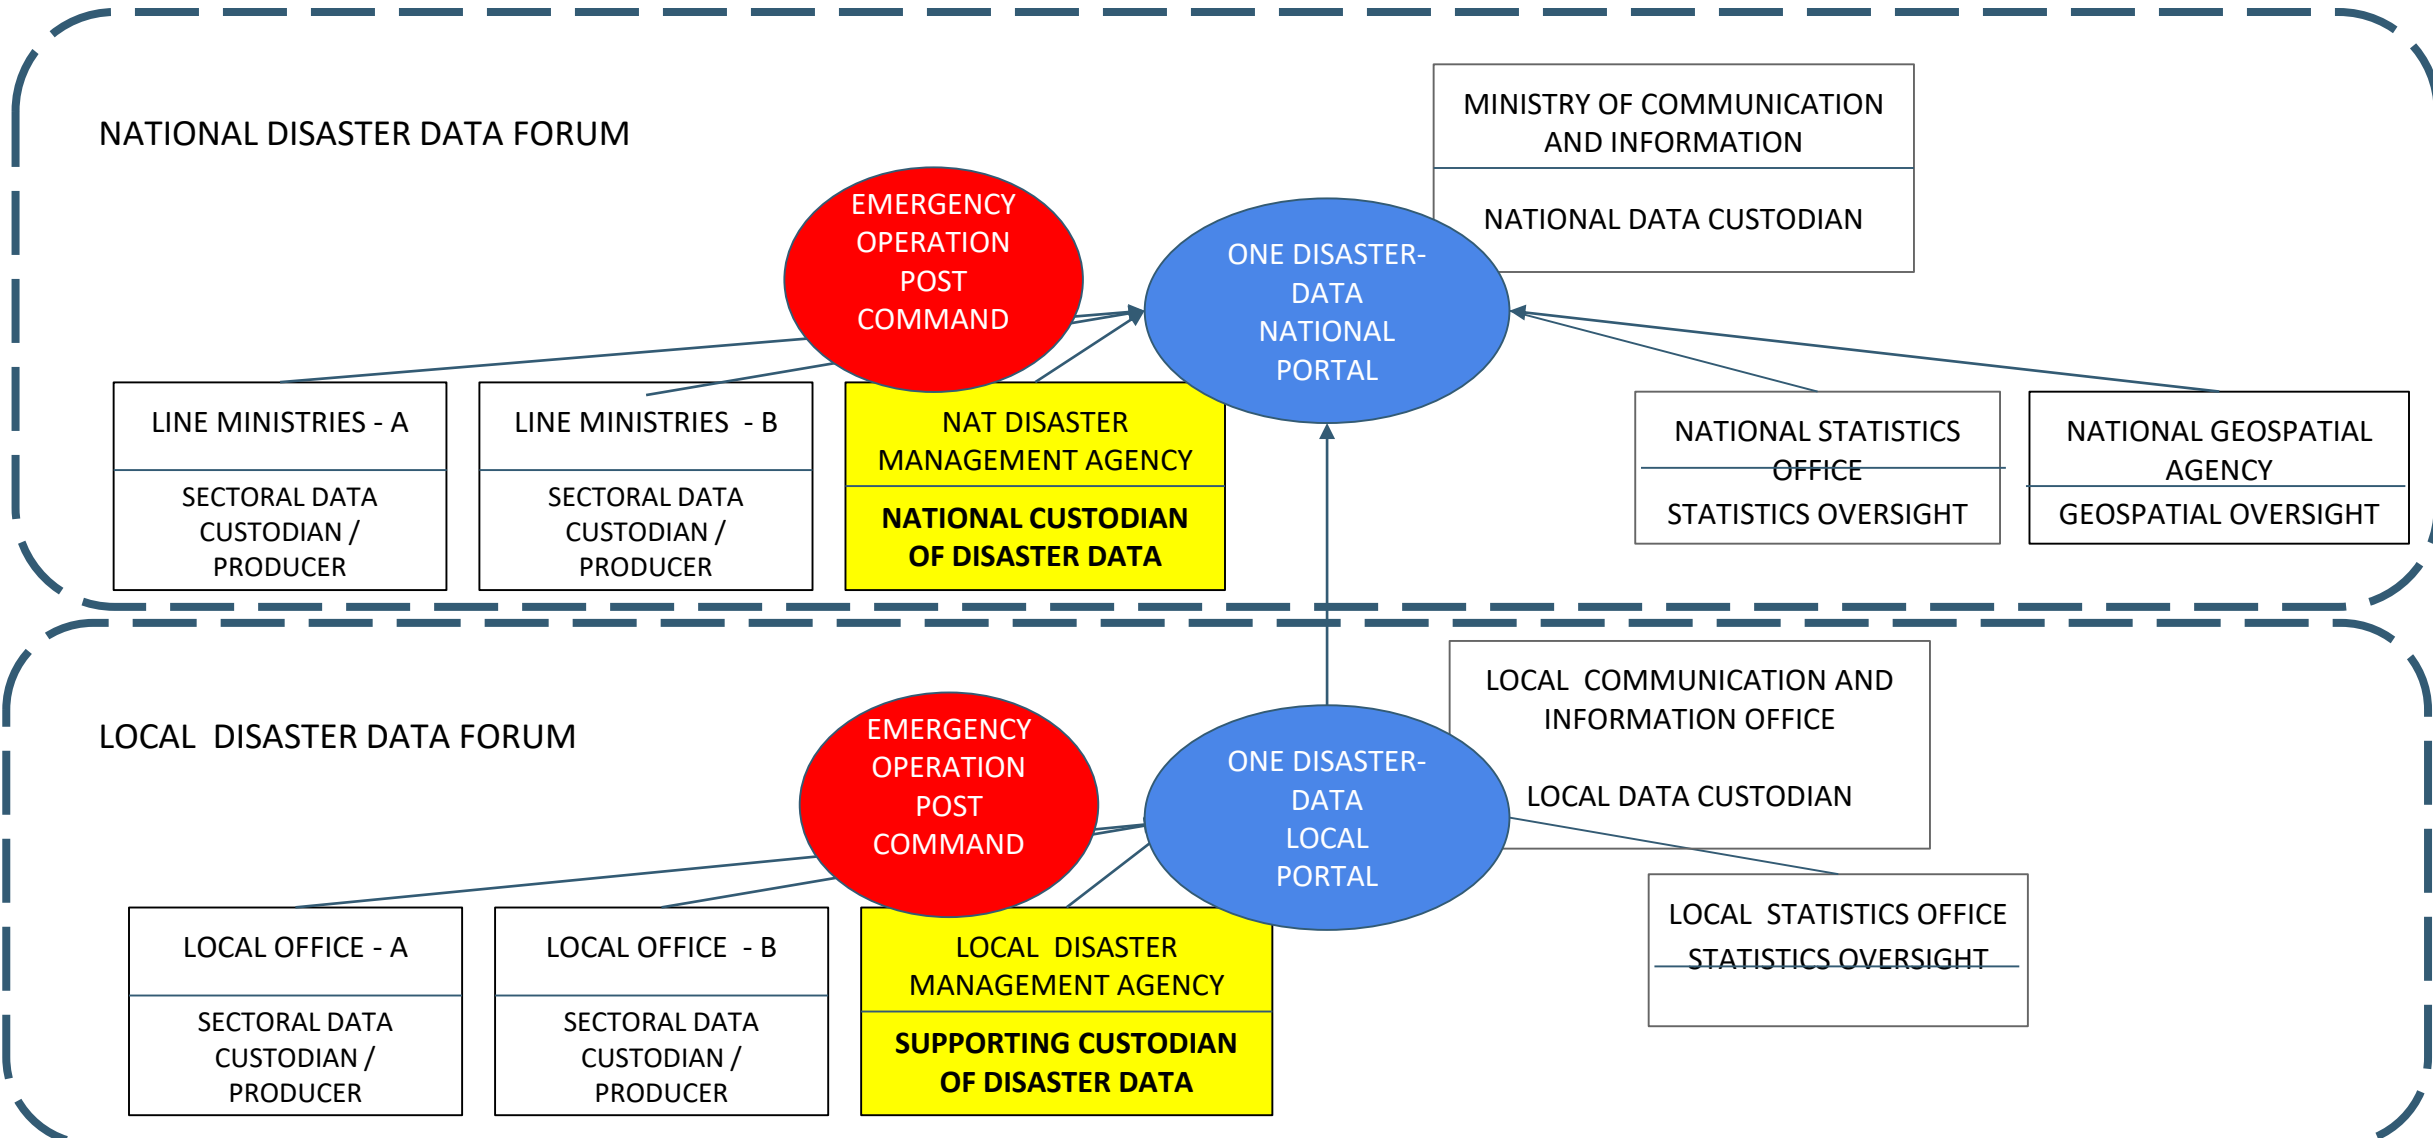 NATIONAL DISASTER DATA FORUM
MINISTRY OF COMMUNICATION
AND INFORMATION
NATIONAL DATA CUSTODIAN
EMERGENCY
OPERATION
POST
COMMAND
ONE DISASTER-
DATA
NATIONAL
PORTAL
LINE MINISTRIES - A
SECTORAL DATA
CUSTODIAN /
PRODUCER
LINE MINISTRIES - B
SECTORAL DATA
CUSTODIAN /
PRODUCER
NAT DISASTER
MANAGEMENT AGENCY
NATIONAL CUSTODIAN
OF DISASTER DATA
NATIONAL STATISTICS
OFFICE
STATISTICS OVERSIGHT
NATIONAL GEOSPATIAL
AGENCY
GEOSPATIAL OVERSIGHT
LOCAL DISASTER DATA FORUM
LOCAL COMMUNICATION AND
INFORMATION OFFICE
LOCAL DATA CUSTODIAN
EMERGENCY
OPERATION
POST
COMMAND
ONE DISASTER-
DATA
LOCAL
PORTAL
LOCAL OFFICE - A
SECTORAL DATA
CUSTODIAN /
PRODUCER
LOCAL OFFICE - B
SECTORAL DATA
CUSTODIAN /
PRODUCER
LOCAL DISASTER
MANAGEMENT AGENCY
SUPPORTING CUSTODIAN
OF DISASTER DATA
LOCAL STATISTICS OFFICE
STATISTICS OVERSIGHT